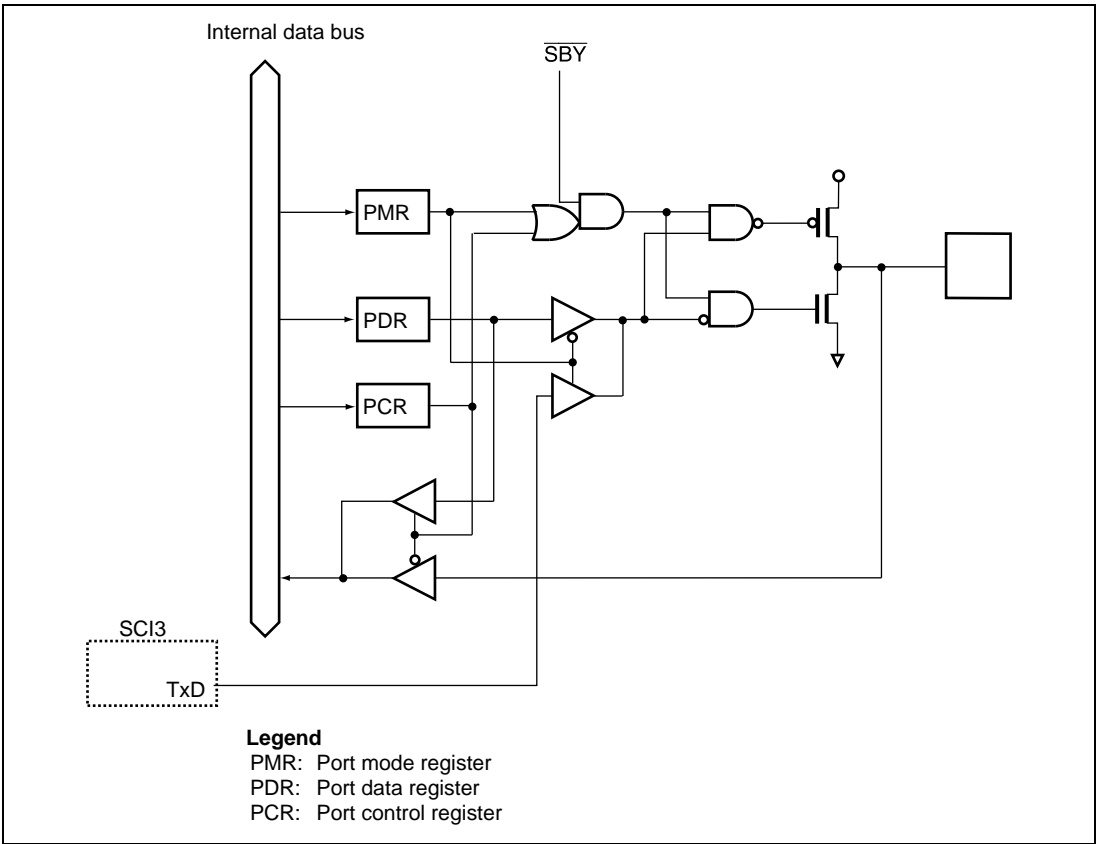 Internal data bus
SBY
PMR
PDR
PCR
SCI3
TxD
Legend
PMR: Port mode register
PDR: Port data register
PCR: Port control register